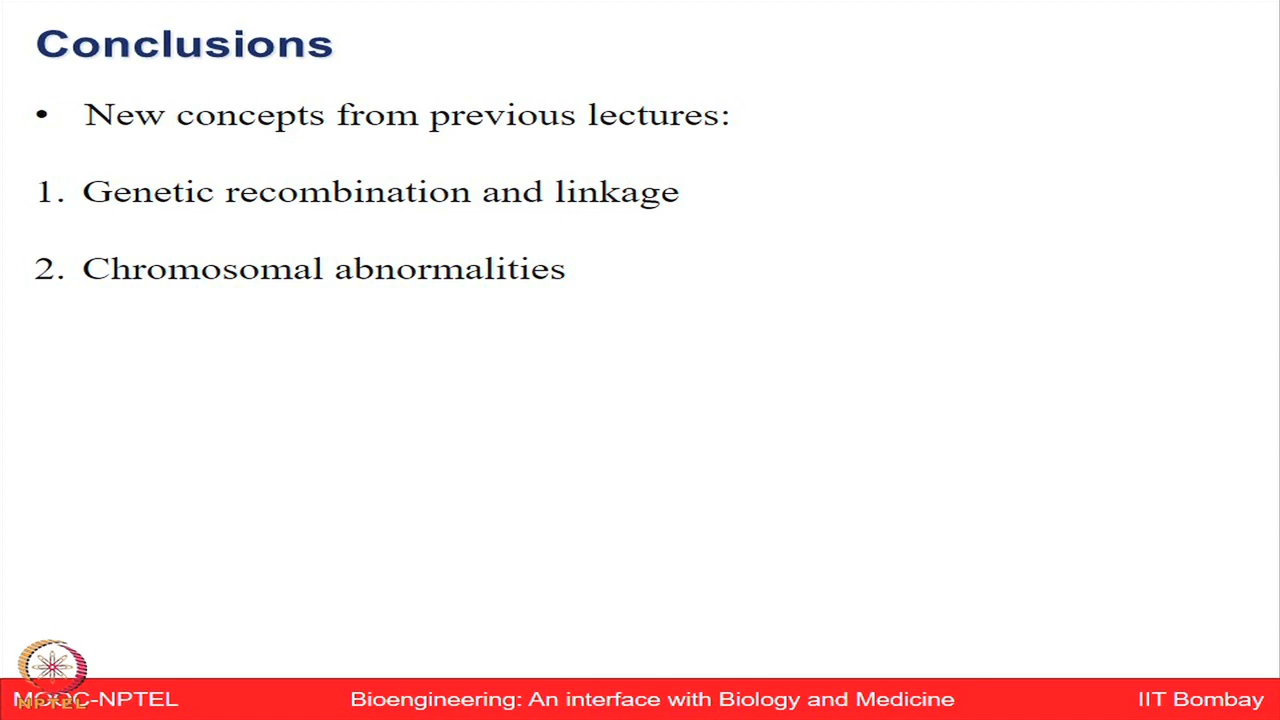 Conclusions
• New concepts from previous lectures:
1. Genetic recombination and linkage
2. Chromosomal abnormalities
MOOC-NPTEL Bioengineering: An interface with Biology and Medicine IIT Bombay
NPTEL